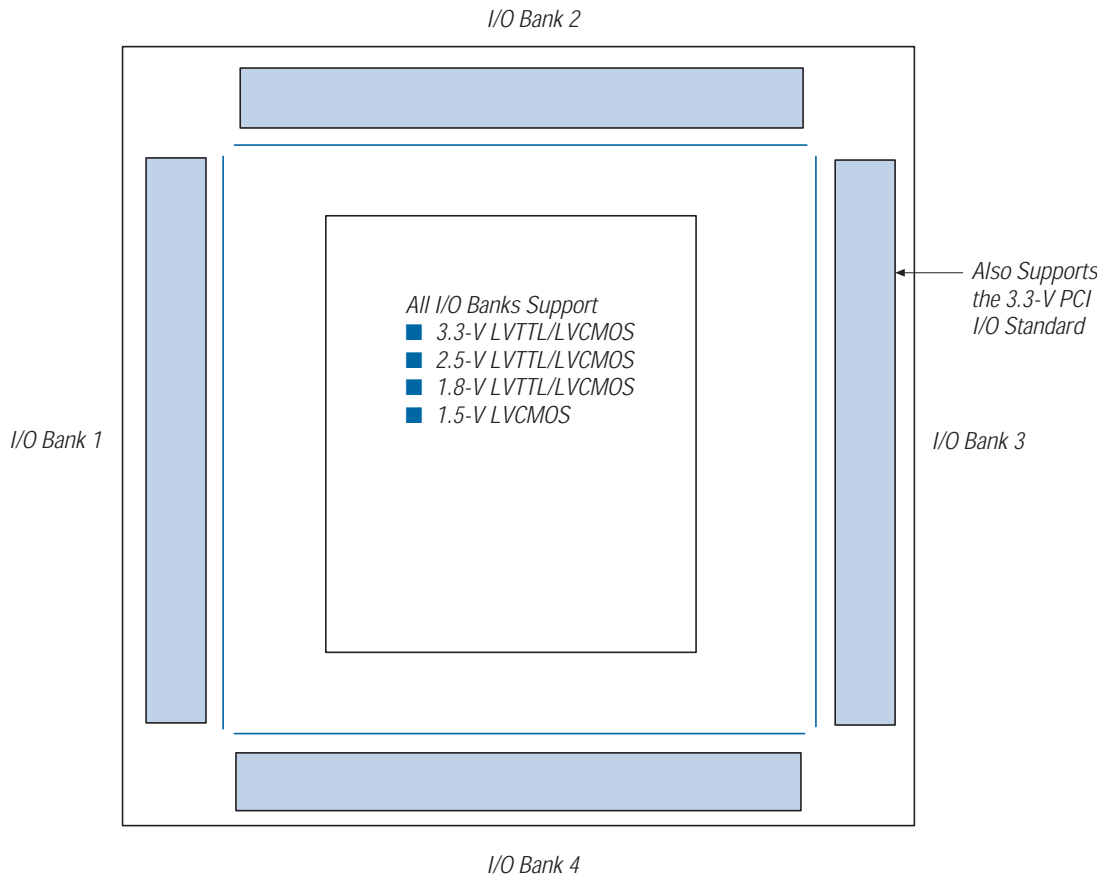 I/O Bank 2
Also Supports
the 3.3-V PCI
I/O Standard
All I/O Banks Support
3.3-V LVTTL/LVCMOS
2.5-V LVTTL/LVCMOS
1.8-V LVTTL/LVCMOS
1.5-V LVCMOS
I/O Bank 1
I/O Bank 3
I/O Bank 4